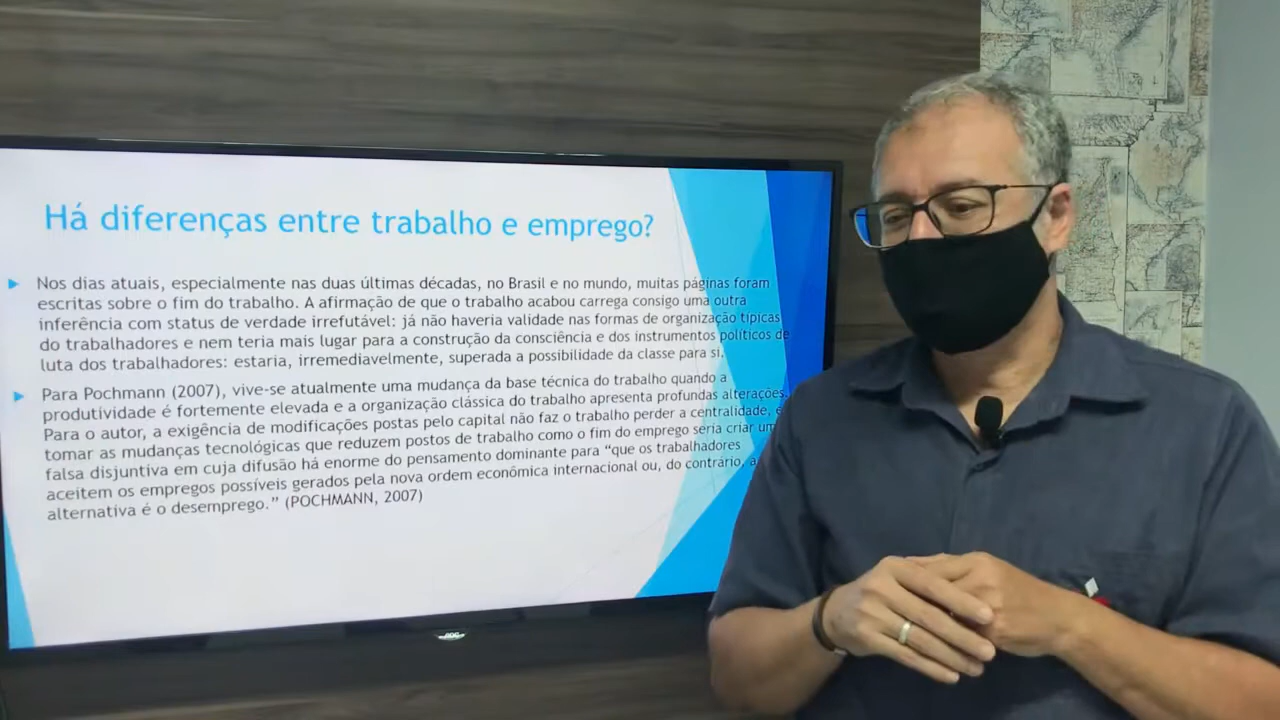 Há diferenças entre trabalho e emprego?
Nos dias atuais, especialmente nas duas últimas décadas, no Brasil e no mundo, muitas páginas foram
escritas sobre o fim do trabalho. A afirmação de que o trabalho acabou carrega consigo uma outra
inferência com status de verdade irrefutável: já não haveria validade nas formas de organização típicas
do trabalhadores e nem teria mais lugar para a construção da consciência e dos instrumentos políticos de
luta dos trabalhadores: estaria, irremediavelmente, superada a possibilidade da classe para si.
Para Pochmann (2007), vive-se atualmente uma mudança da base técnica do trabalho quando a
produtividade é fortemente elevada e a organização clássica do trabalho apresenta profundas alterações.
Para o autor, a exigência de modificações postas pelo capital não faz o trabalho perder a centralidade, e
tomar as mudanças tecnológicas que reduzem postos de trabalho como o fim do emprego seria criar
falsa disjuntiva em cuja difusão há enorme do pensamento dominante para “que os trabalhadores
aceitem os empregos possíveis gerados pela nova ordem econômica internacional ou, do contrário,
alternativa é o desemprego.” (POCHMANN, 2007)
AOC